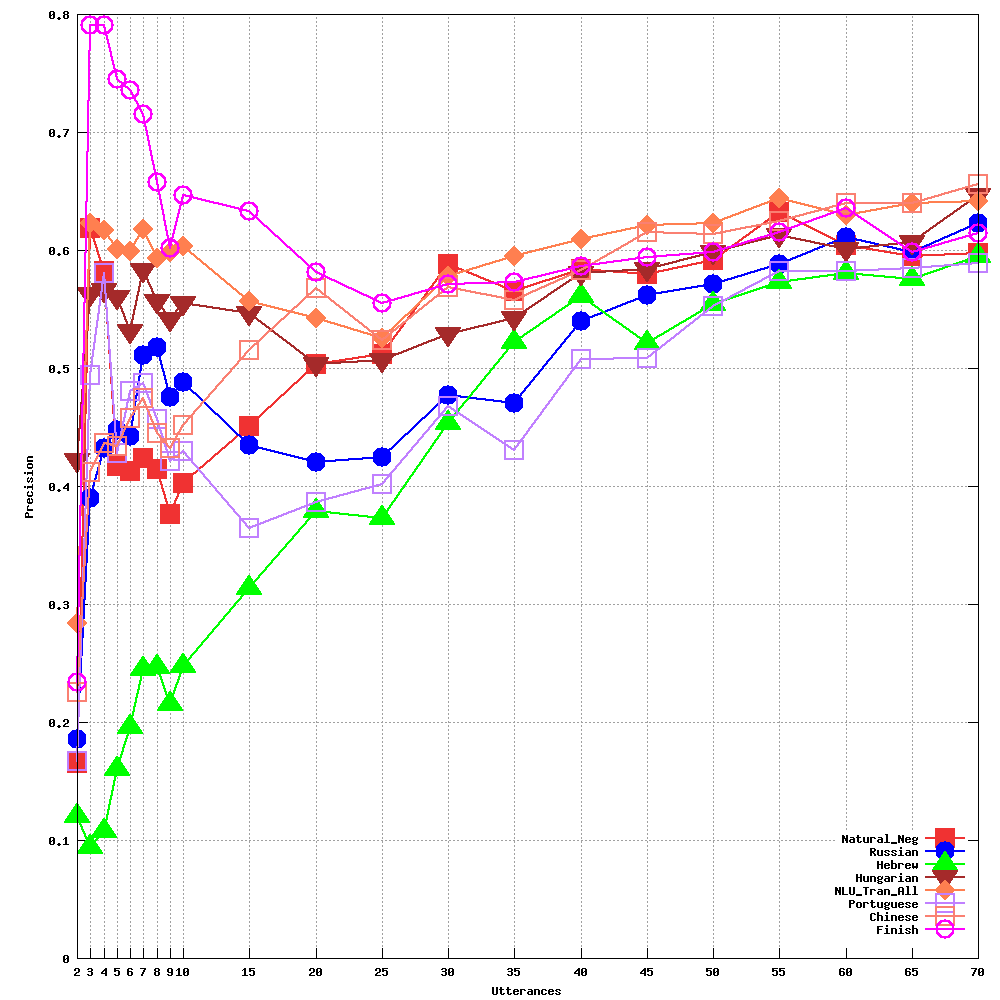 0.8
0.7
0.6
0.5
0.4
0.3
0.2
0.1
0
Precision
Natural_Neg
Russian
Hebrew
Hungarian
NLU_Tran_All
Portuguese
Chinese
Finish
2 3 4 5 6 7 8 9 10 15 20 25 30 35 40 45 50 55 60 65 70
Utterances